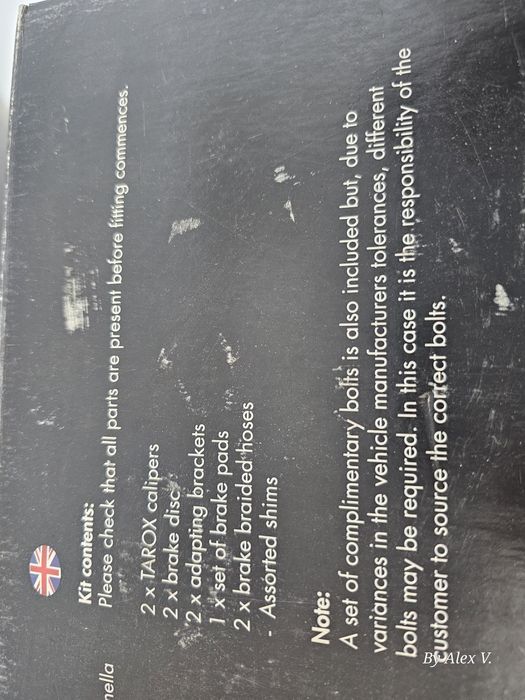 Kit contents:
Please check that all parts are present before fitting commences.
2 x TAROX calipers
2 x brake discs
2 x adapting brackets
1 x set of brake pads
2 x brake braided hoses
- Assorted shims
Note:
A set of complimentary bolts is also included but, due to
variances in the vehicle manufacturers tolerances, different
bolts may be required. In this case it is the responsibility of the
customer to source the correct bolts.
nella
By Alex V.